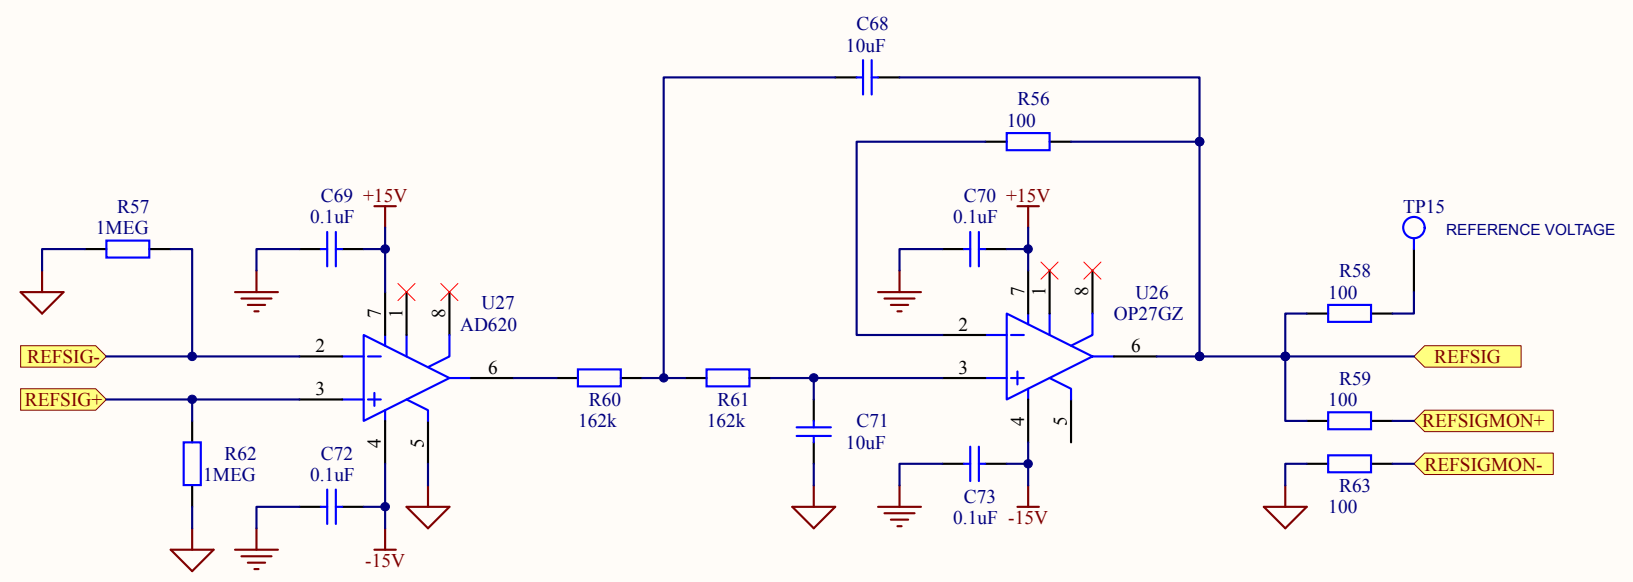 C68
10uF
R56
100
R57
1MEG
C69
0.1uF
+15V
C70
0.1uF
+15V
TP15
REFERENCE VOLTAGE
R58
100
7
1
8
U27
AD620
7
1
8
U26
OP27GZ
REFSIG-
2
6
2
6
REFSIG
REFSIG+
3
R60
162k
R61
162k
3
R59
100
REFSIGMON+
4
5
C71
10uF
4
5
R62
1MEG
C72
0.1uF
-15V
C73
0.1uF
-15V
REFSIGMON-
R63
100